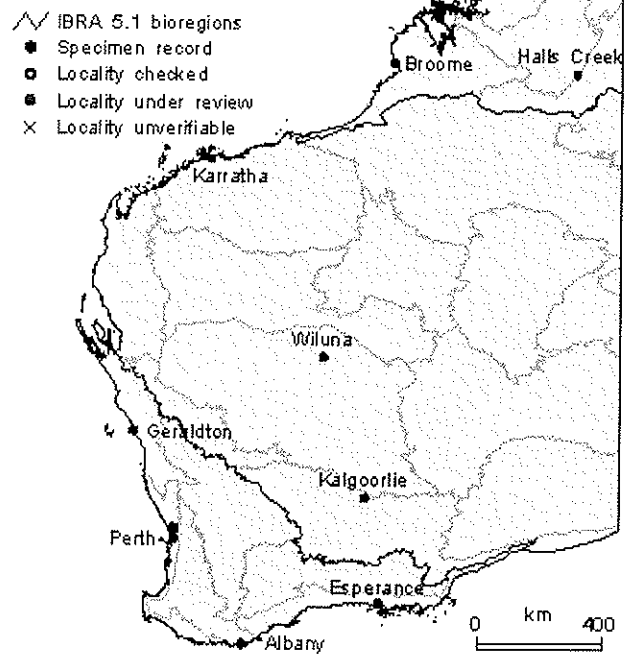 IBRA 5.1 bioregions
Specimen record
Locality checked
Locality under review
Locality unverifiable
Broome
Halls Creek
Karratha
Wiluna
Geraldton
Kalgoorlie
Perth
Esperance
Albany
0 km 400